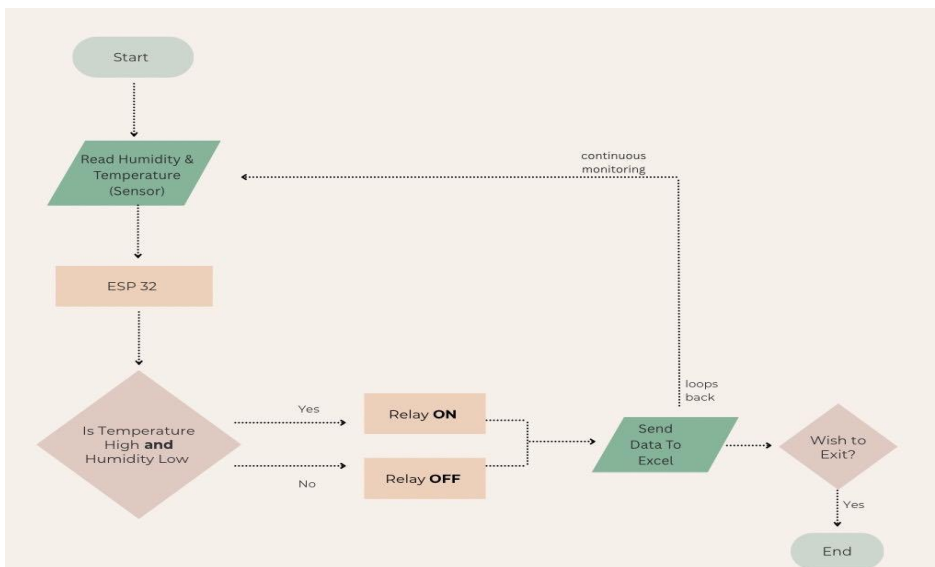 Start
Read Humidity &
Temperature
(Sensor)
continuous
monitoring
ESP 32
Is Temperature
High and
Humidity Low
Yes
No
Relay ON
Relay OFF
loops
back
Send
Data To
Excel
Wish to
Exit?
Yes
End